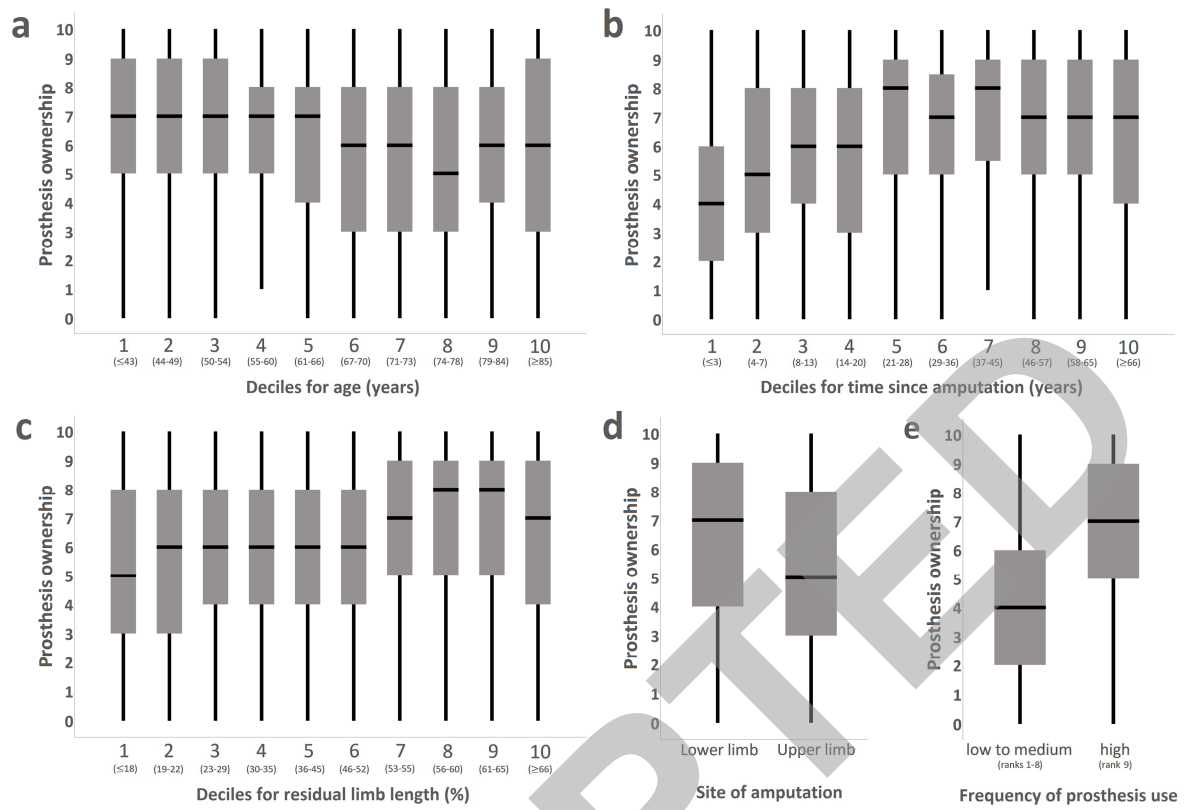 a
Prosthesis ownership
10
9
8
7
6
5
4
3
2
1
0
1 2 3 4 5 6 7 8 9 10
(≤43) (44-49) (50-54) (55-60) (61-66) (67-70) (71-73) (74-78) (79-84) (≥85)
Deciles for age (years)
b
Prosthesis ownership
10
9
8
7
6
5
4
3
2
1
0
1 2 3 4 5 6 7 8 9 10
(≤3) (4-7) (8-13) (14-20) (21-28) (29-36) (37-45) (46-57) (58-65) (≥66)
Deciles for time since amputation (years)
c
Prosthesis ownership
10
9
8
7
6
5
4
3
2
1
0
1 2 3 4 5 6 7 8 9 10
(≤18) (19-22) (23-29) (30-35) (36-45) (46-52) (53-55) (56-60) (61-65) (≥66)
Deciles for residual limb length (%)
d
Prosthesis ownership
10
9
8
7
6
5
4
3
2
1
0
Lower limb Upper limb
Site of amputation
e
Prosthesis ownership
10
9
8
7
6
5
4
3
2
1
0
low to medium high
(ranks 1-8) (rank 9)
Frequency of prosthesis use
PTED